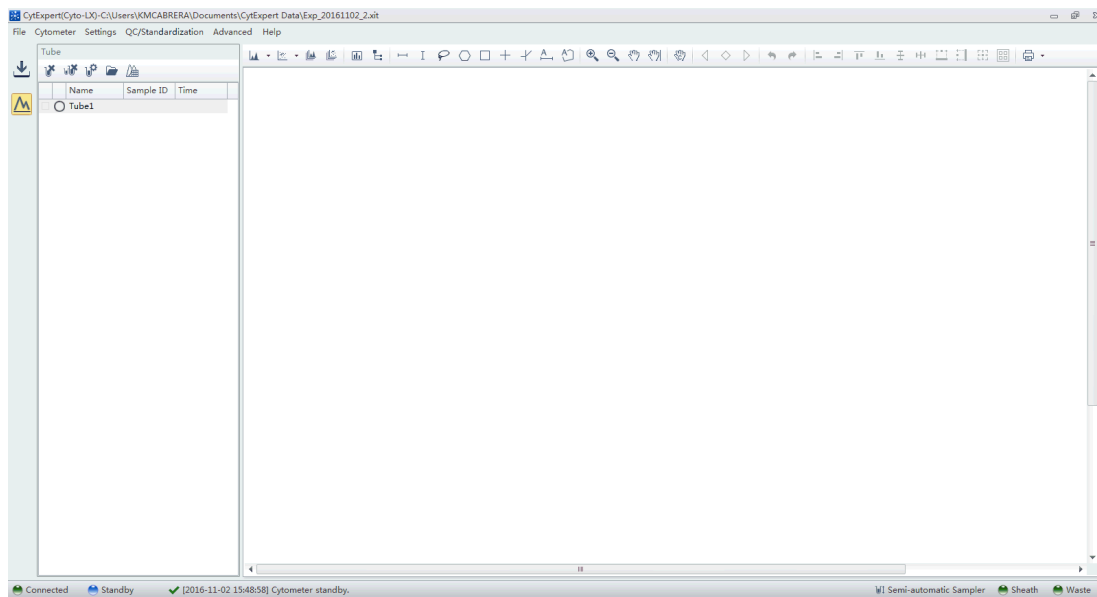 CytExpert(Cyto-LX)-C:\Users\KMCABRERA\Documents\CytExpert Data\Exp_20161102_2.xit
File Cytometer Settings QC/Standardization Advanced Help
Tube
Name Sample ID Time
Tube1
Connected Standby [2016-11-02 15:48:58] Cytometer standby. Semi-automatic Sampler Sheath Waste